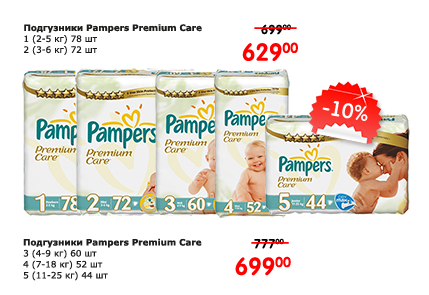 Подгузники Pampers Premium Care
1 (2-5 кг) 78 шт
2 (3-6 кг) 72 шт
699⁰⁰
629⁰⁰
-10%
Pampers
Premium
Care
1 78
Pampers
Premium
Care
2 72
Pampers
Premium
Care
3 60
Pampers
Premium
Care
4 52
Pampers
Premium
Care
5 44
Подгузники Pampers Premium Care
3 (4-9 кг) 60 шт
4 (7-18 кг) 52 шт
5 (11-25 кг) 44 шт
777⁰⁰
699⁰⁰